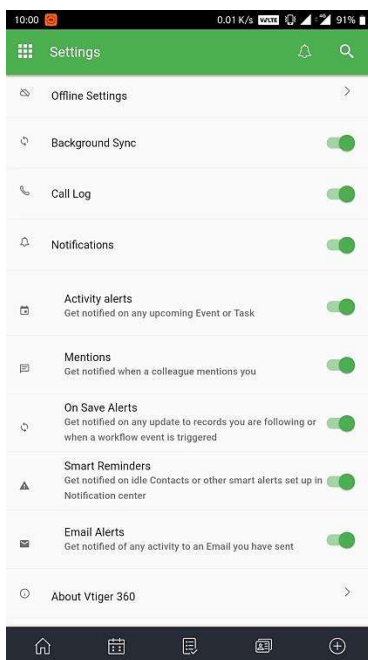 10:00 0.01 K/s VoLTE 4G 91%
Settings
Offline Settings
Background Sync
Call Log
Notifications
Activity alerts
Get notified on any upcoming Event or Task
Mentions
Get notified when a colleague mentions you
On Save Alerts
Get notified on any update to records you are following or
when a workflow event is triggered
Smart Reminders
Get notified on idle Contacts or other smart alerts set up in
Notification center
Email Alerts
Get notified of any activity to an Email you have sent
About Vtiger 360